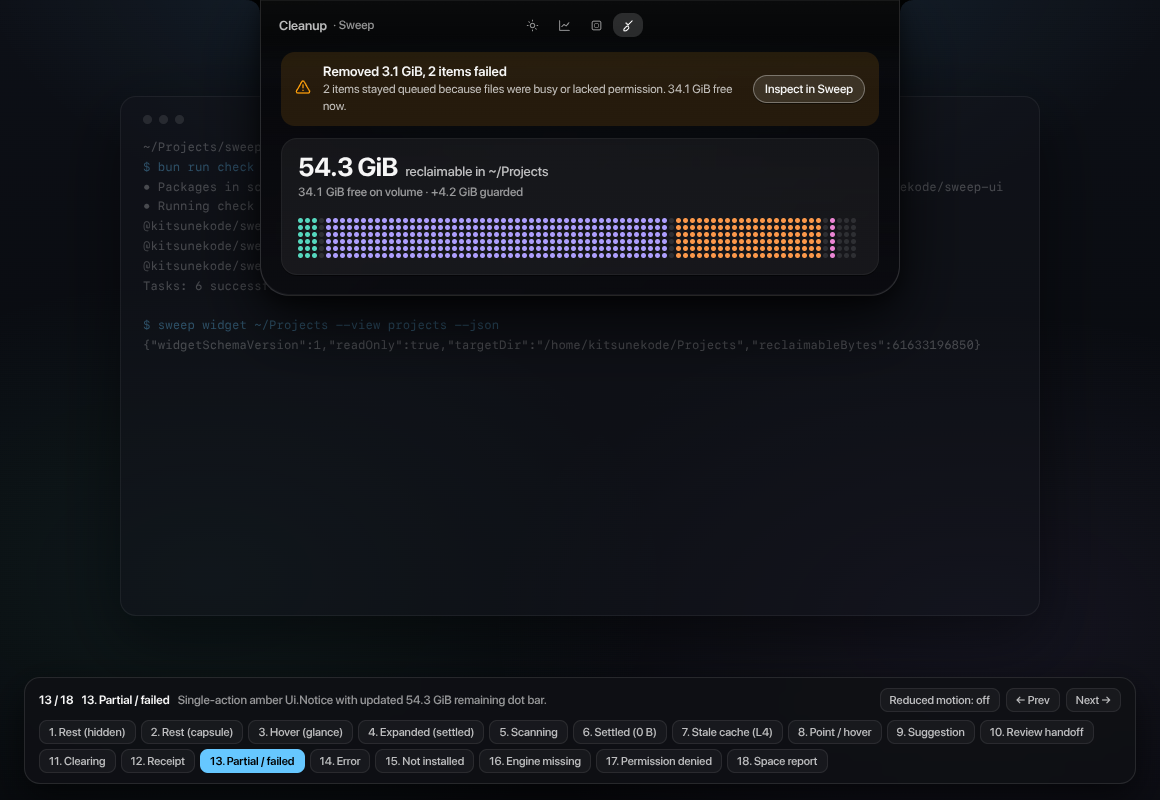 Cleanup · Sweep
Removed 3.1 GiB, 2 items failed
2 items stayed queued because files were busy or lacked permission. 34.1 GiB free
now.
Inspect in Sweep
54.3 GiB reclaimable in ~/Projects
34.1 GiB free on volume · +4.2 GiB guarded
~/Projects/sweep
$ bun run check
• Packages in sc
ekode/sweep-ui
• Running check
@kitsunekode/swe
@kitsunekode/swe
@kitsunekode/swe
Tasks: 6 successf
$ sweep widget ~/Projects --view projects --json
{"widgetSchemaVersion":1,"readOnly":true,"targetDir":"/home/kitsunekode/Projects","reclaimableBytes":61633196850}
13 / 18 13. Partial / failed Single-action amber Ui.Notice with updated 54.3 GiB remaining dot bar.
Reduced motion: off ← Prev Next →
1. Rest (hidden) 2. Rest (capsule) 3. Hover (glance) 4. Expanded (settled) 5. Scanning 6. Settled (0 B) 7. Stale cache (L4) 8. Point / hover 9. Suggestion 10. Review handoff
11. Clearing 12. Receipt 13. Partial / failed 14. Error 15. Not installed 16. Engine missing 17. Permission denied 18. Space report